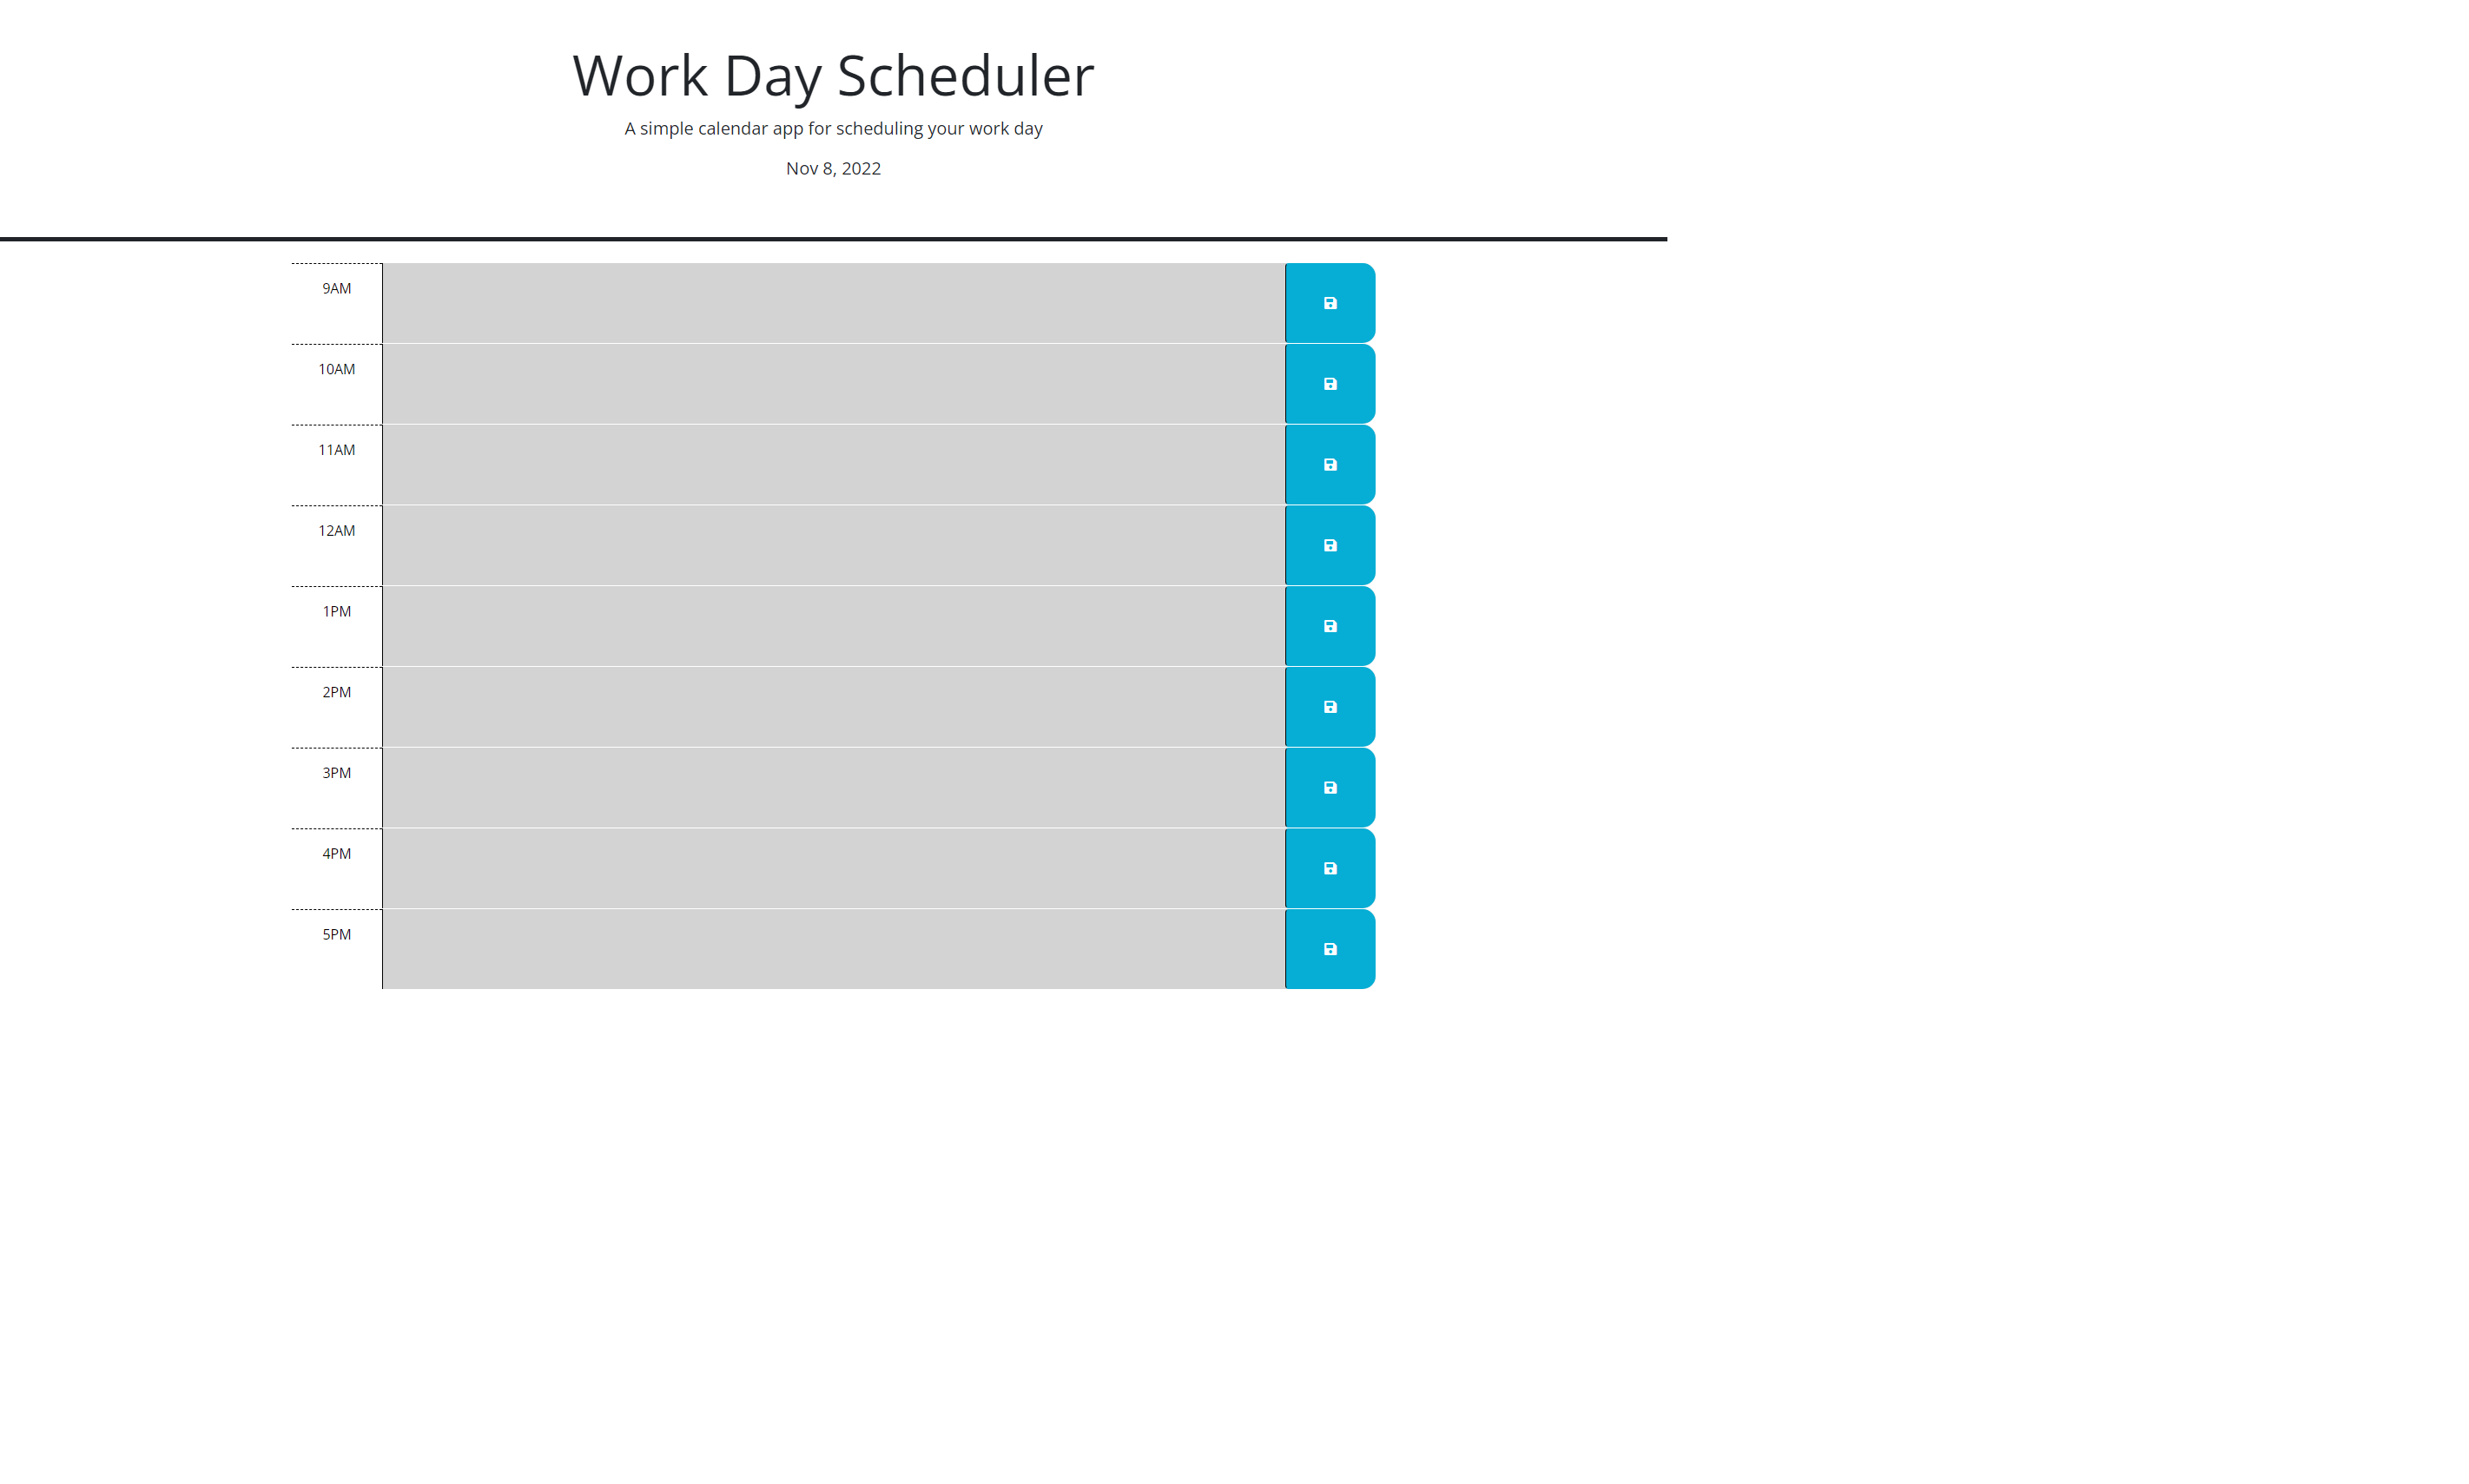 Work Day Scheduler
A simple calendar app for scheduling your work day
Nov 8, 2022
9AM
10AM
11AM
12AM
1PM
2PM
3PM
4PM
5PM